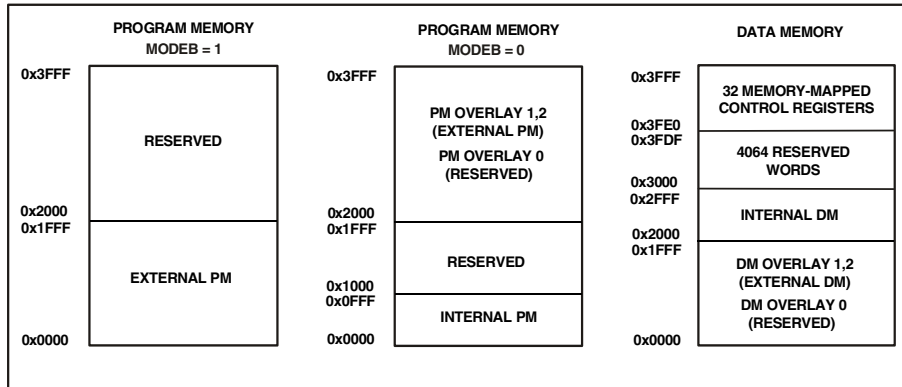 PROGRAM MEMORY
MODEB = 1
0x3FFF
RESERVED
0x2000
0x1FFF
EXTERNAL PM
0x0000
PROGRAM MEMORY
MODEB = 0
0x3FFF
PM OVERLAY 1,2
(EXTERNAL PM)
PM OVERLAY 0
(RESERVED)
0x2000
0x1FFF
RESERVED
0x1000
0x0FFF
INTERNAL PM
0x0000
DATA MEMORY
0x3FFF
32 MEMORY-MAPPED
CONTROL REGISTERS
0x3FE0
0x3FDF
4064 RESERVED
WORDS
0x3000
0x2FFF
INTERNAL DM
0x2000
0x1FFF
DM OVERLAY 1,2
(EXTERNAL DM)
DM OVERLAY 0
(RESERVED)
0x0000